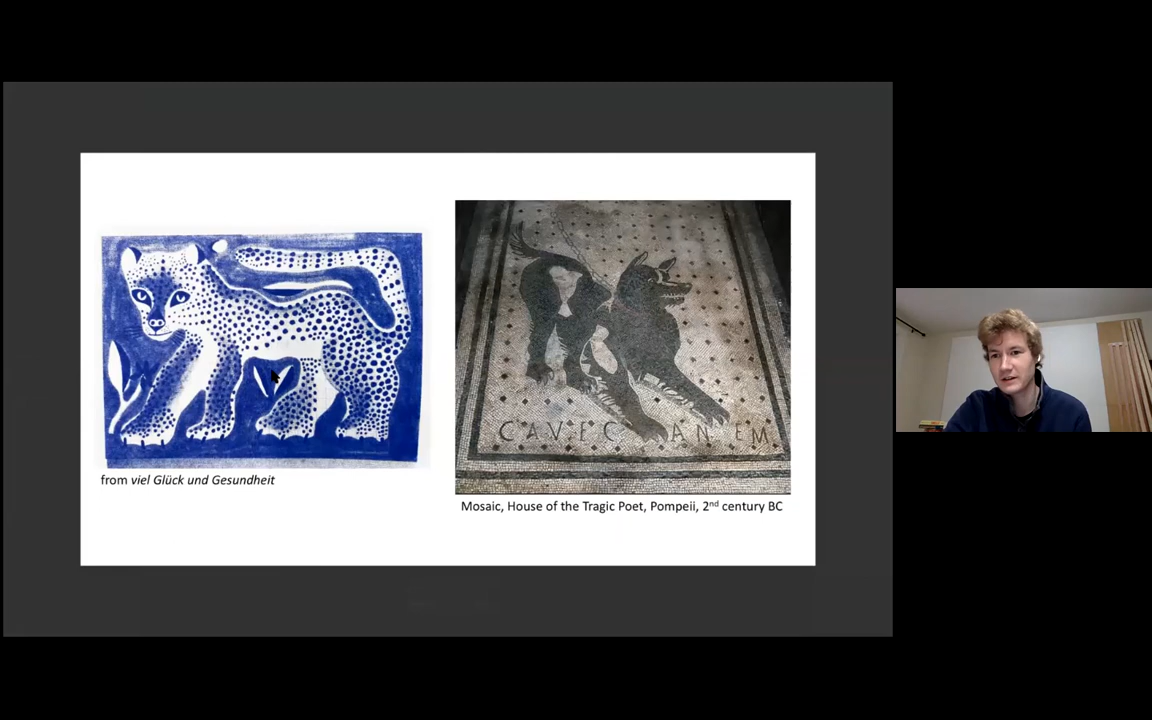 CAVE CANEM
from viel Glück und Gesundheit
Mosaic, House of the Tragic Poet, Pompeii, 2nd century BC